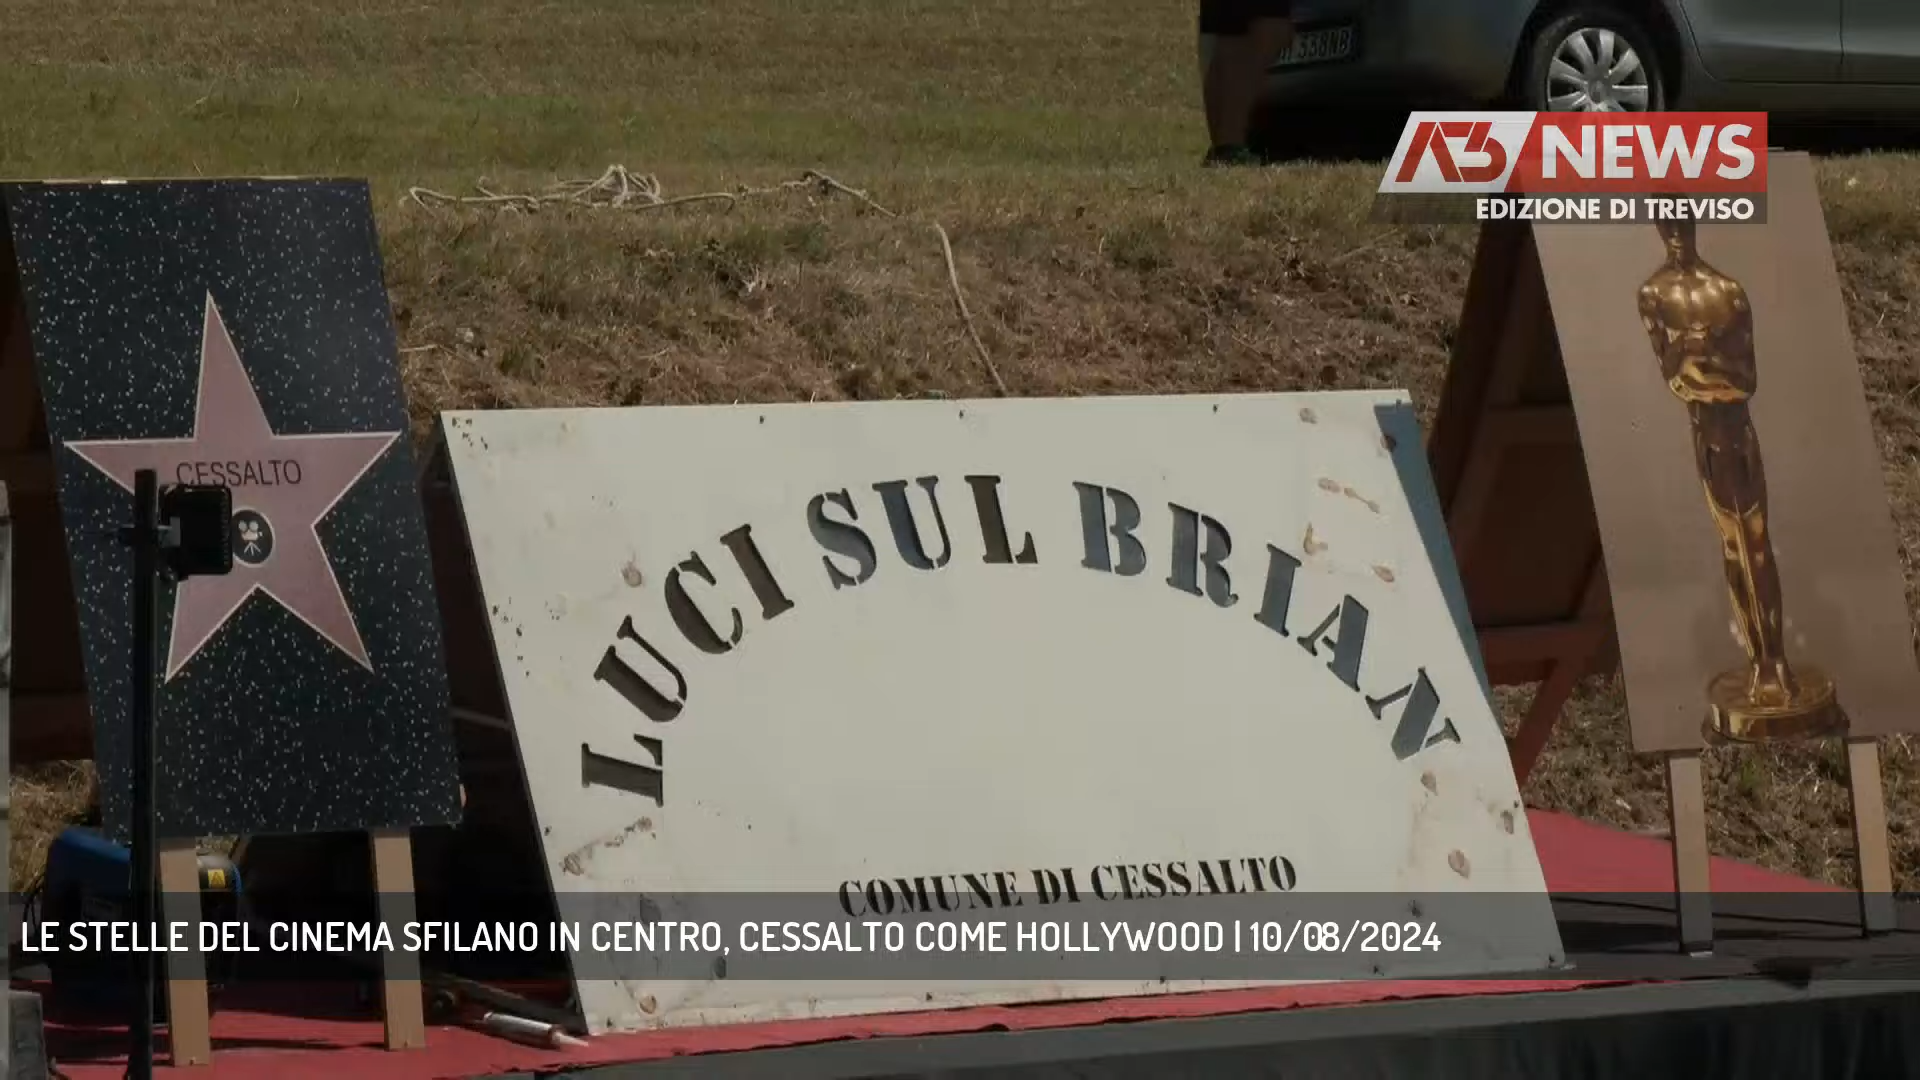 338NB
A3 NEWS
EDIZIONE DI TREVISO
CESSALTO
LUCI SUL BRIAN
COMUNE DI CESSALTO
LE STELLE DEL CINEMA SFILANO IN CENTRO, CESSALTO COME HOLLYWOOD | 10/08/2024